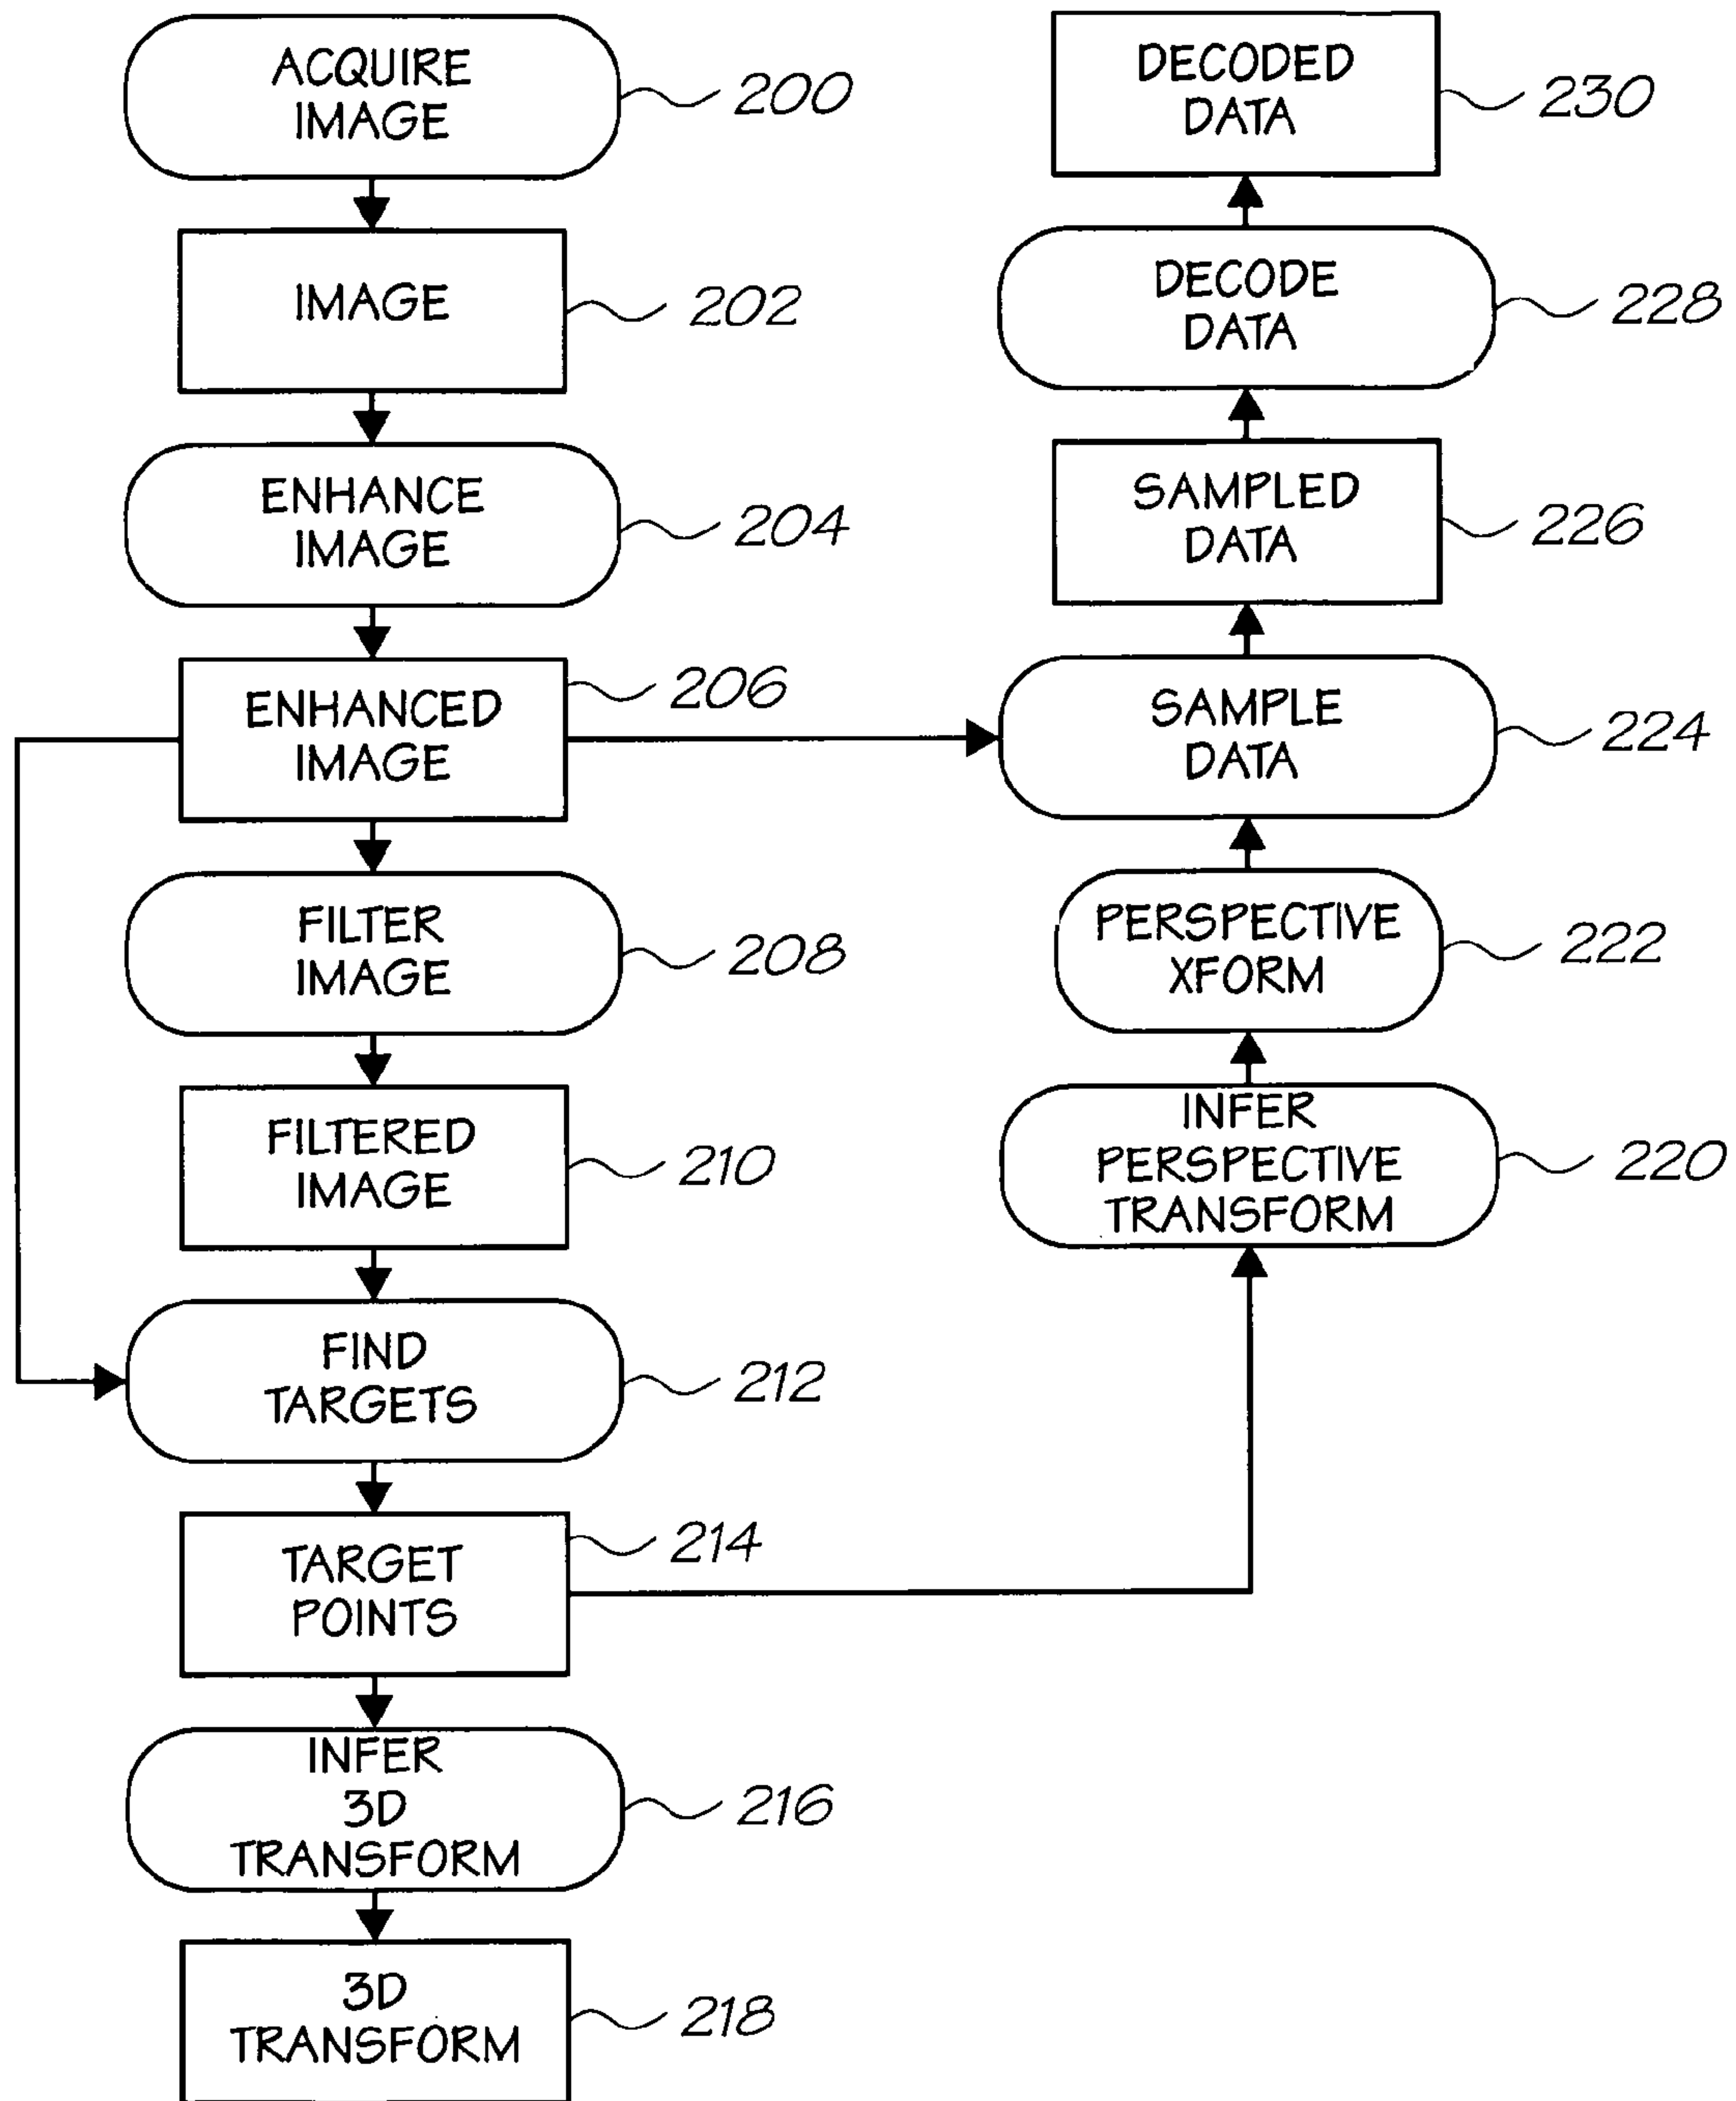 ACQUIRE
IMAGE
200
IMAGE
202
ENHANCE
IMAGE
204
ENHANCED
IMAGE
206
FILTER
IMAGE
208
FILTERED
IMAGE
210
FIND
TARGETS
212
TARGET
POINTS
214
INFER
3D
TRANSFORM
216
3D
TRANSFORM
218
DECODED
DATA
230
DECODE
DATA
228
SAMPLED
DATA
226
SAMPLE
DATA
224
PERSPECTIVE
XFORM
222
INFER
PERSPECTIVE
TRANSFORM
220